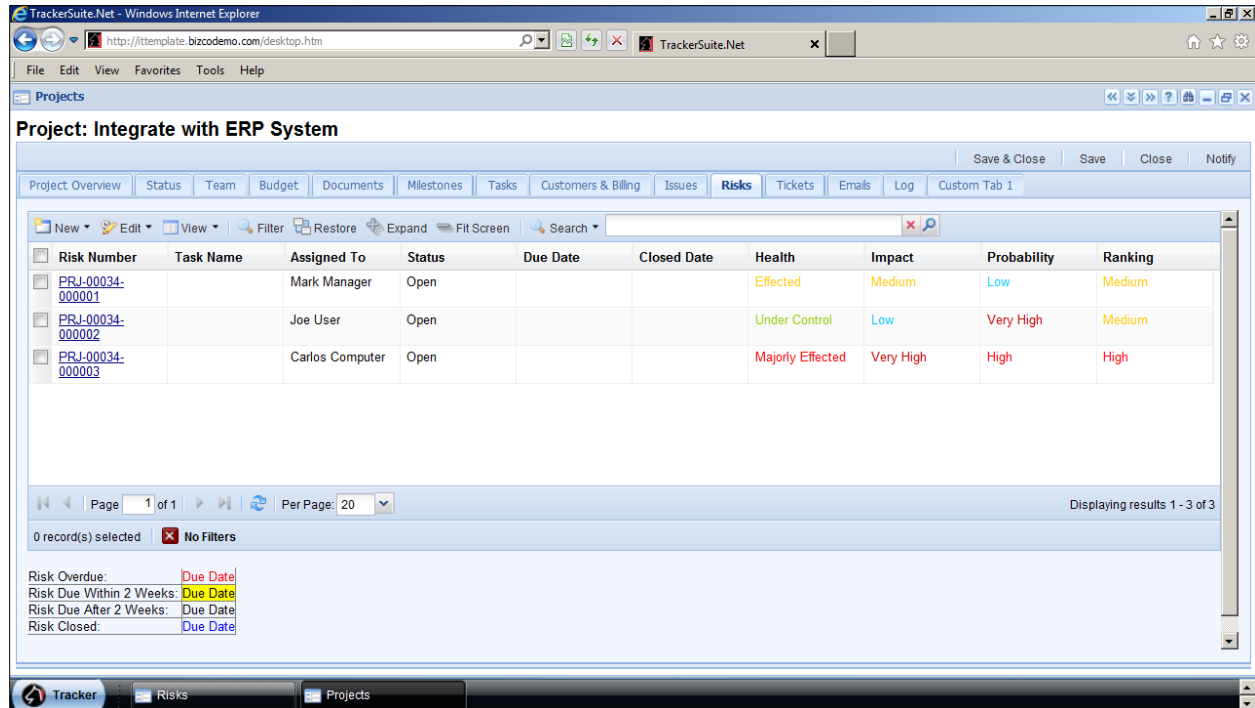 TrackerSuite.Net - Windows Internet Explorer
http://ittemplate.bizcodemo.com/desktop.htm TrackerSuite.Net
File Edit View Favorites Tools Help
Projects
Project: Integrate with ERP System
Save & Close Save Close Notify
Project Overview Status Team Budget Documents Milestones Tasks Customers & Billing Issues Risks Tickets Emails Log Custom Tab 1
New Edit View Filter Restore Expand Fit Screen Search
Risk Number Task Name Assigned To Status Due Date Closed Date Health Impact Probability Ranking
PRJ-00034- Mark Manager Open Effected Medium Low Medium
000001
PRJ-00034- Joe User Open Under Control Low Very High Medium
000002
PRJ-00034- Carlos Computer Open Majorly Effected Very High High High
000003
Page 1 of 1 Per Page: 20 Displaying results 1 - 3 of 3
0 record(s) selected No Filters
Risk Overdue: Due Date
Risk Due Within 2 Weeks: Due Date
Risk Due After 2 Weeks: Due Date
Risk Closed: Due Date
Tracker Risks Projects